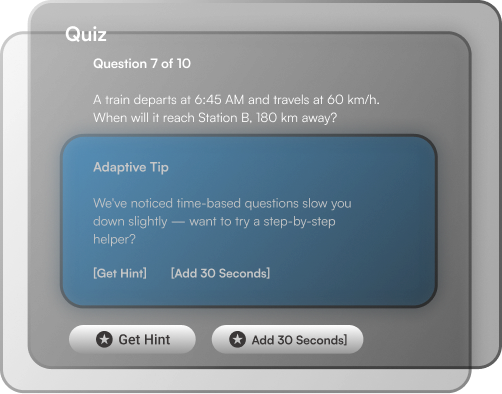 Quiz
Question 7 of 10
A train departs at 6:45 AM and travels at 60 km/h.
When will it reach Station B, 180 km away?
Adaptive Tip
We've noticed time-based questions slow you
down slightly — want to try a step-by-step
helper?
[Get Hint] [Add 30 Seconds]
Get Hint Add 30 Seconds]